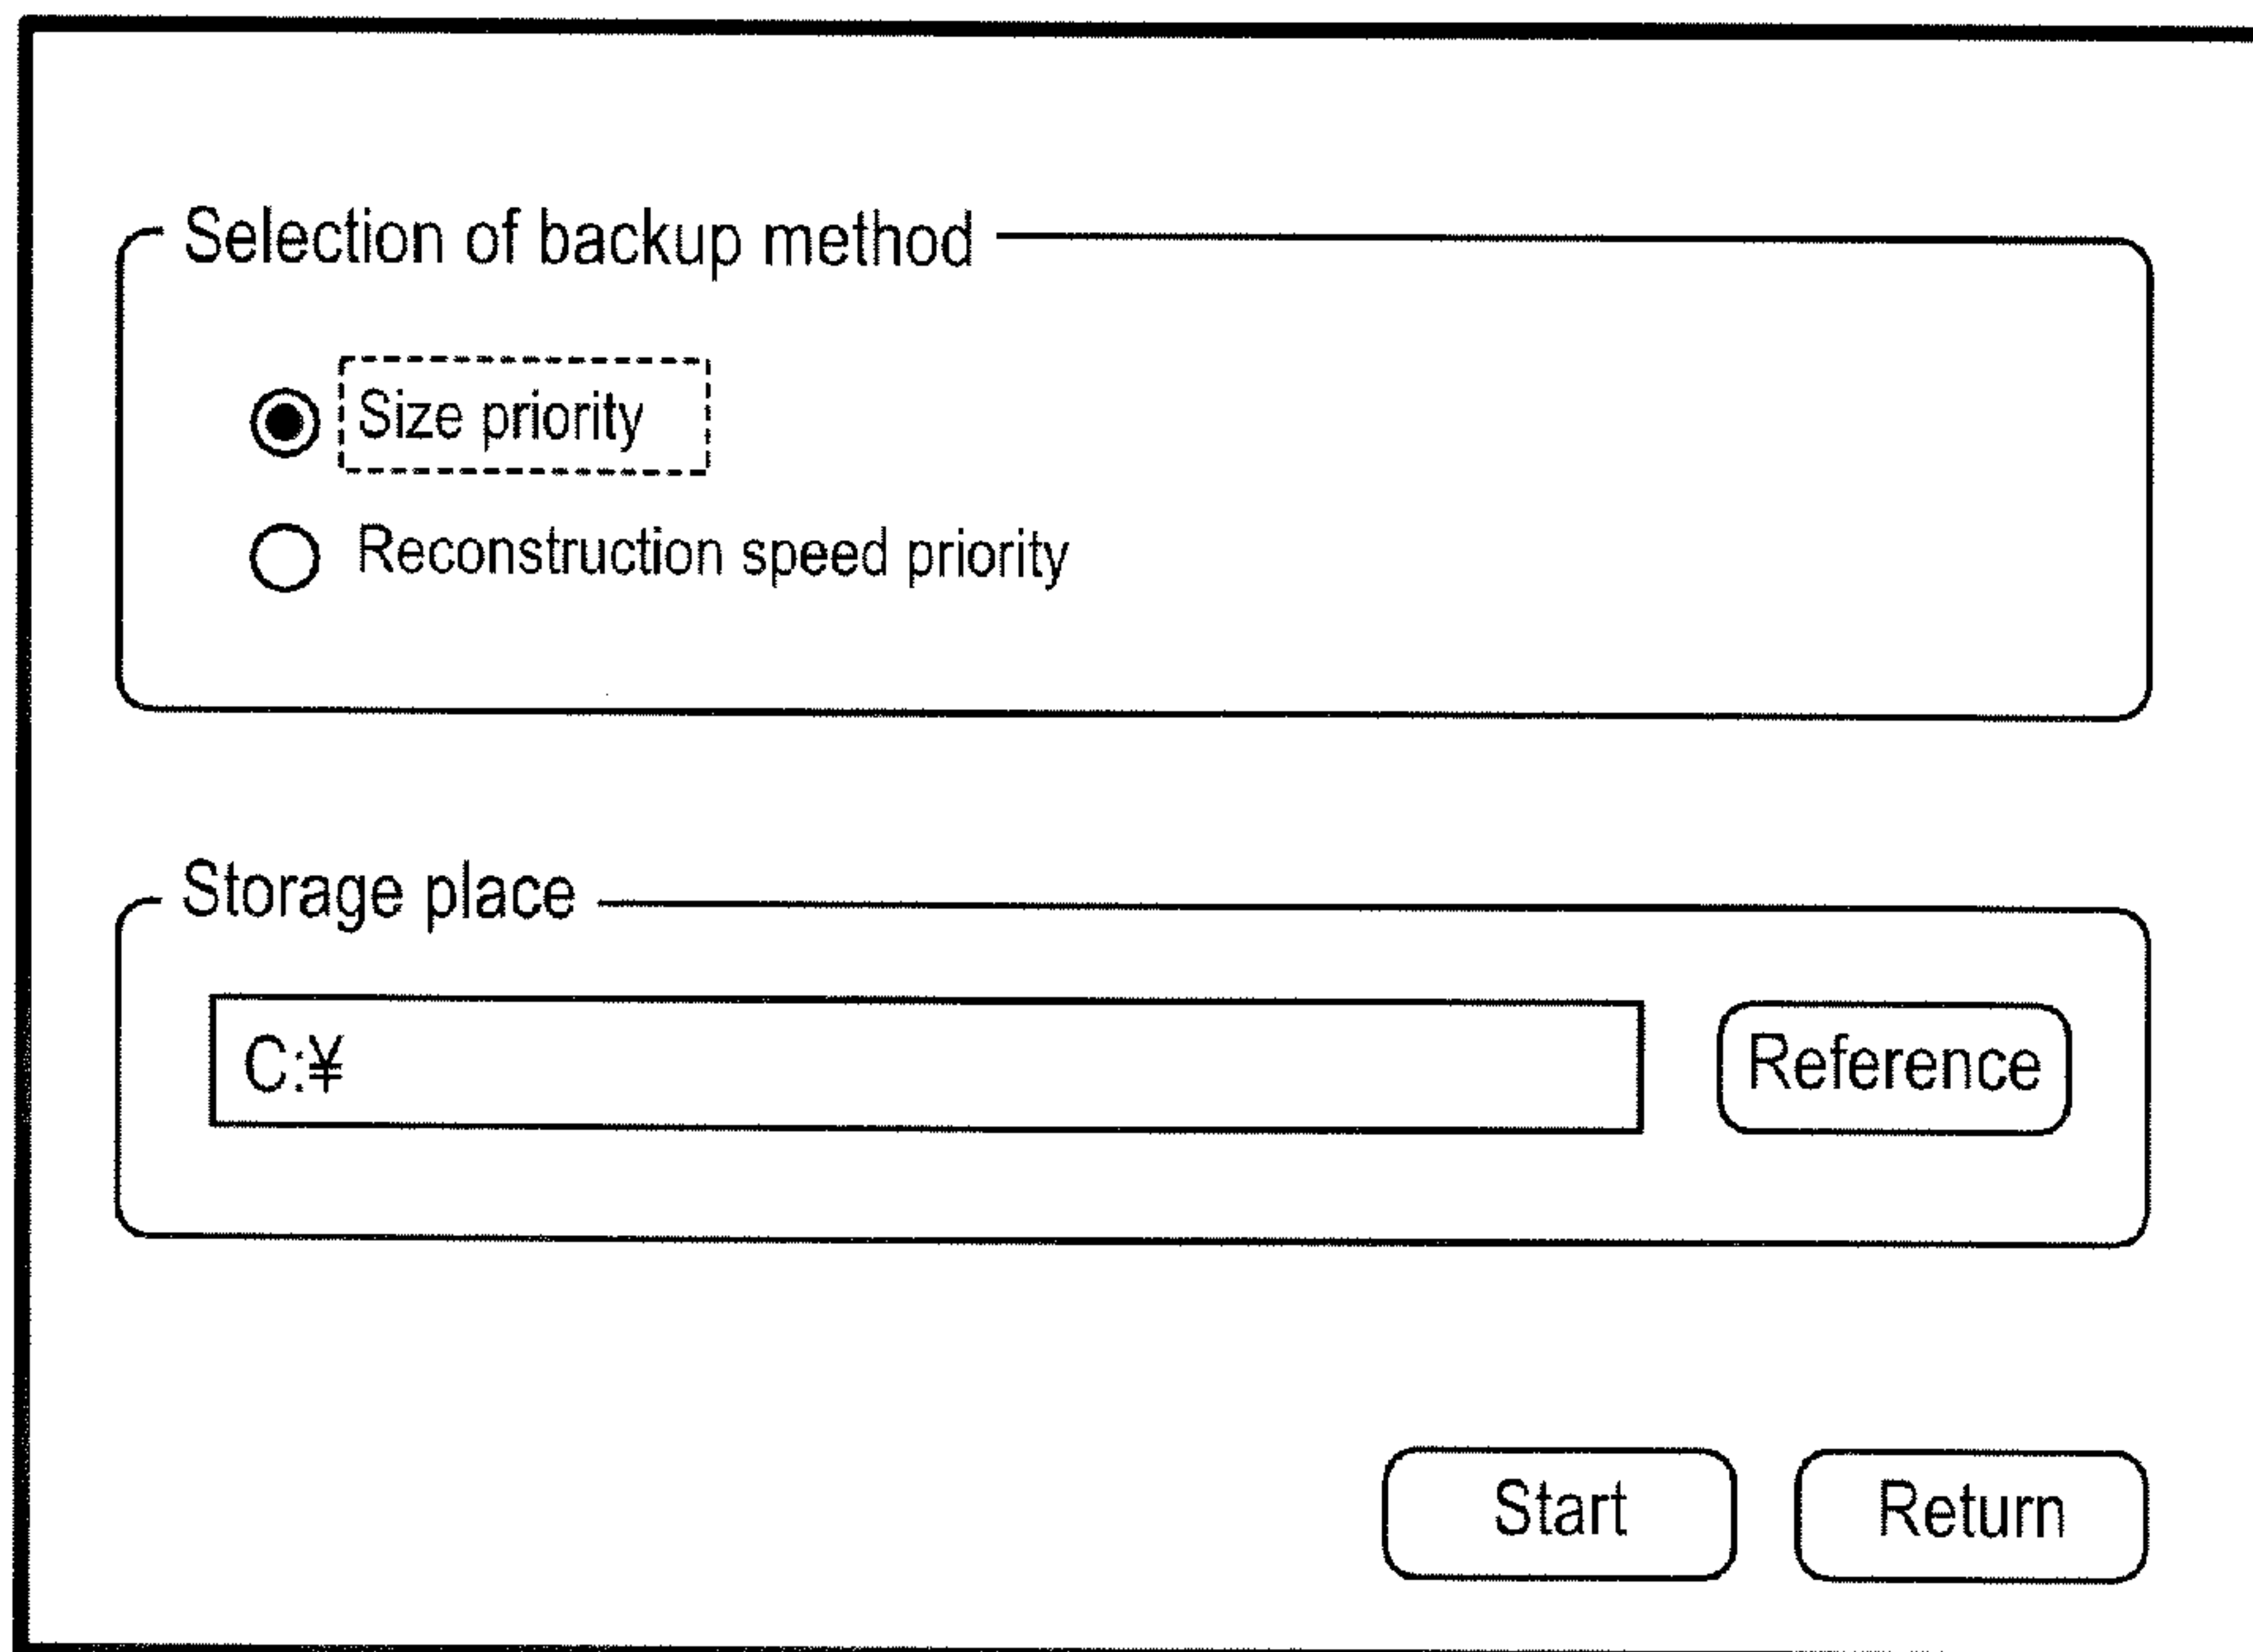 Selection of backup method
Size priority
Reconstruction speed priority
Storage place
C:¥
Reference
Start
Return